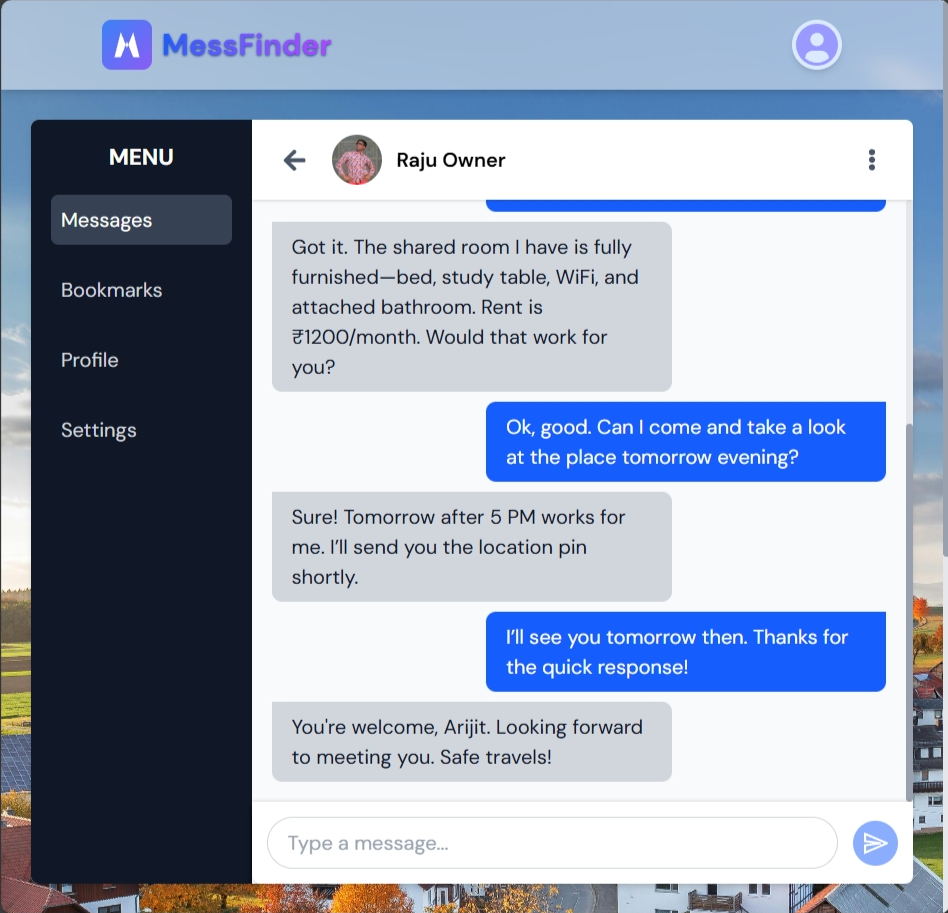 MessFinder
MENU
Messages
Bookmarks
Profile
Settings
Raju Owner
Got it. The shared room I have is fully
furnished—bed, study table, WiFi, and
attached bathroom. Rent is
₹1200/month. Would that work for
you?
Ok, good. Can I come and take a look
at the place tomorrow evening?
Sure! Tomorrow after 5 PM works for
me. I’ll send you the location pin
shortly.
I’ll see you tomorrow then. Thanks for
the quick response!
You're welcome, Arijit. Looking forward
to meeting you. Safe travels!
Type a message...